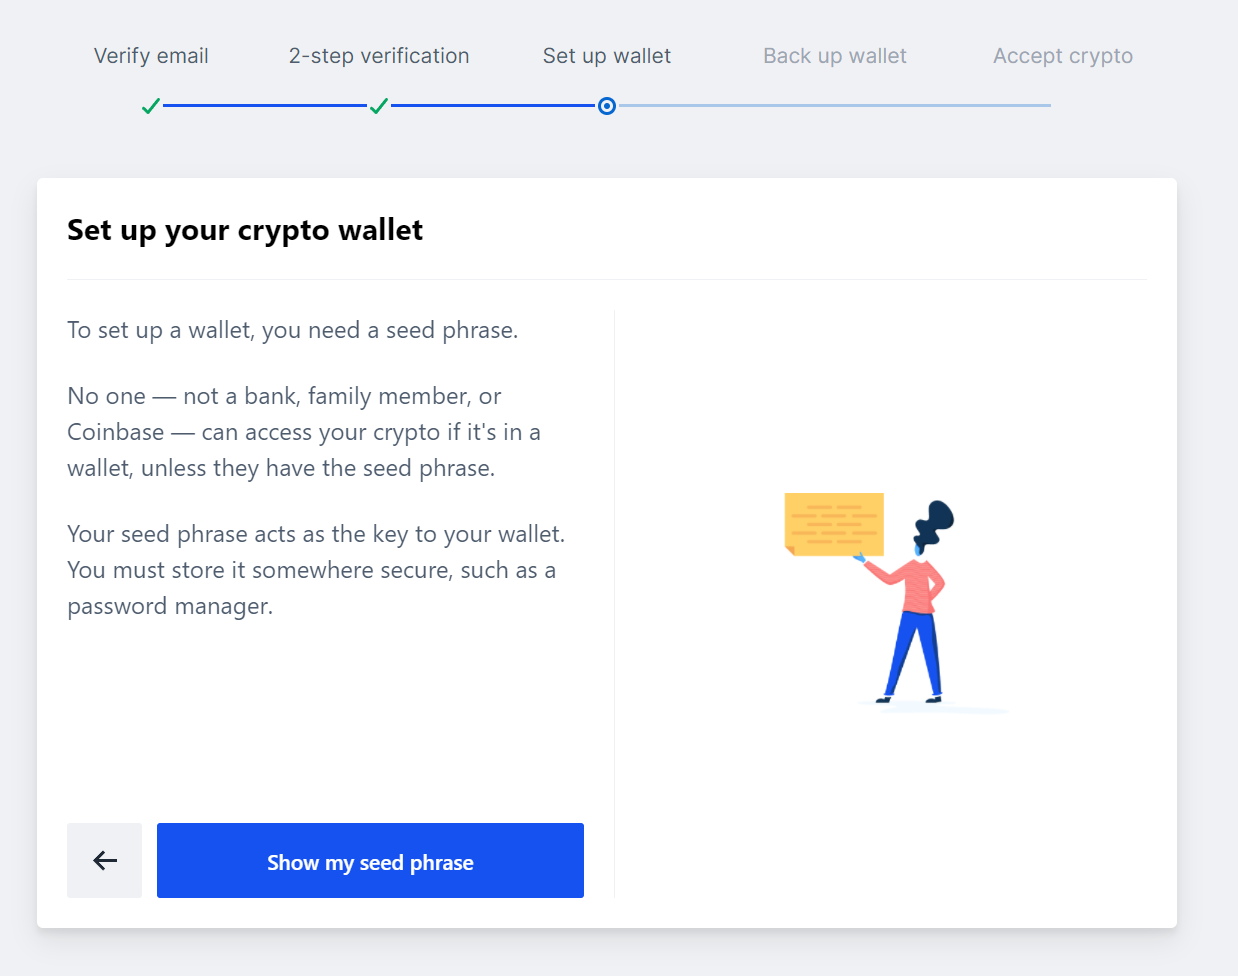 Verify email
2-step verification
Set up wallet
Back up wallet
Accept crypto
Set up your crypto wallet
To set up a wallet, you need a seed phrase.
No one — not a bank, family member, or
Coinbase — can access your crypto if it's in a
wallet, unless they have the seed phrase.
Your seed phrase acts as the key to your wallet.
You must store it somewhere secure, such as a
password manager.
Show my seed phrase